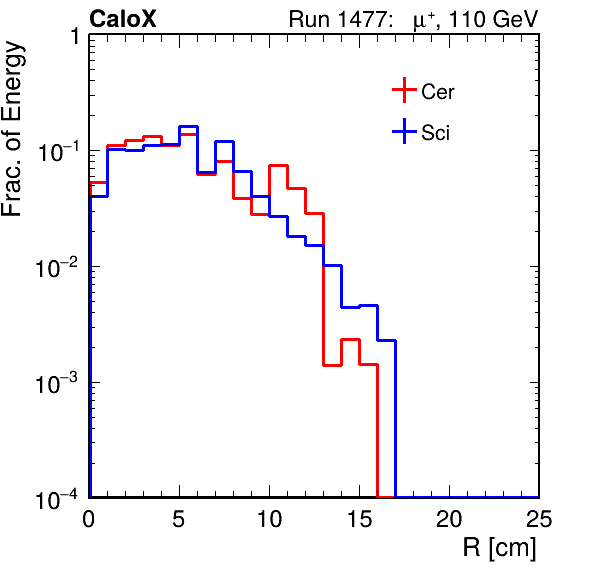 CaloX Run 1477: μ⁺, 110 GeV
Frac. of Energy
1
10⁻¹
10⁻²
10⁻³
10⁻⁴
Cer
Sci
0 5 10 15 20 25
R [cm]